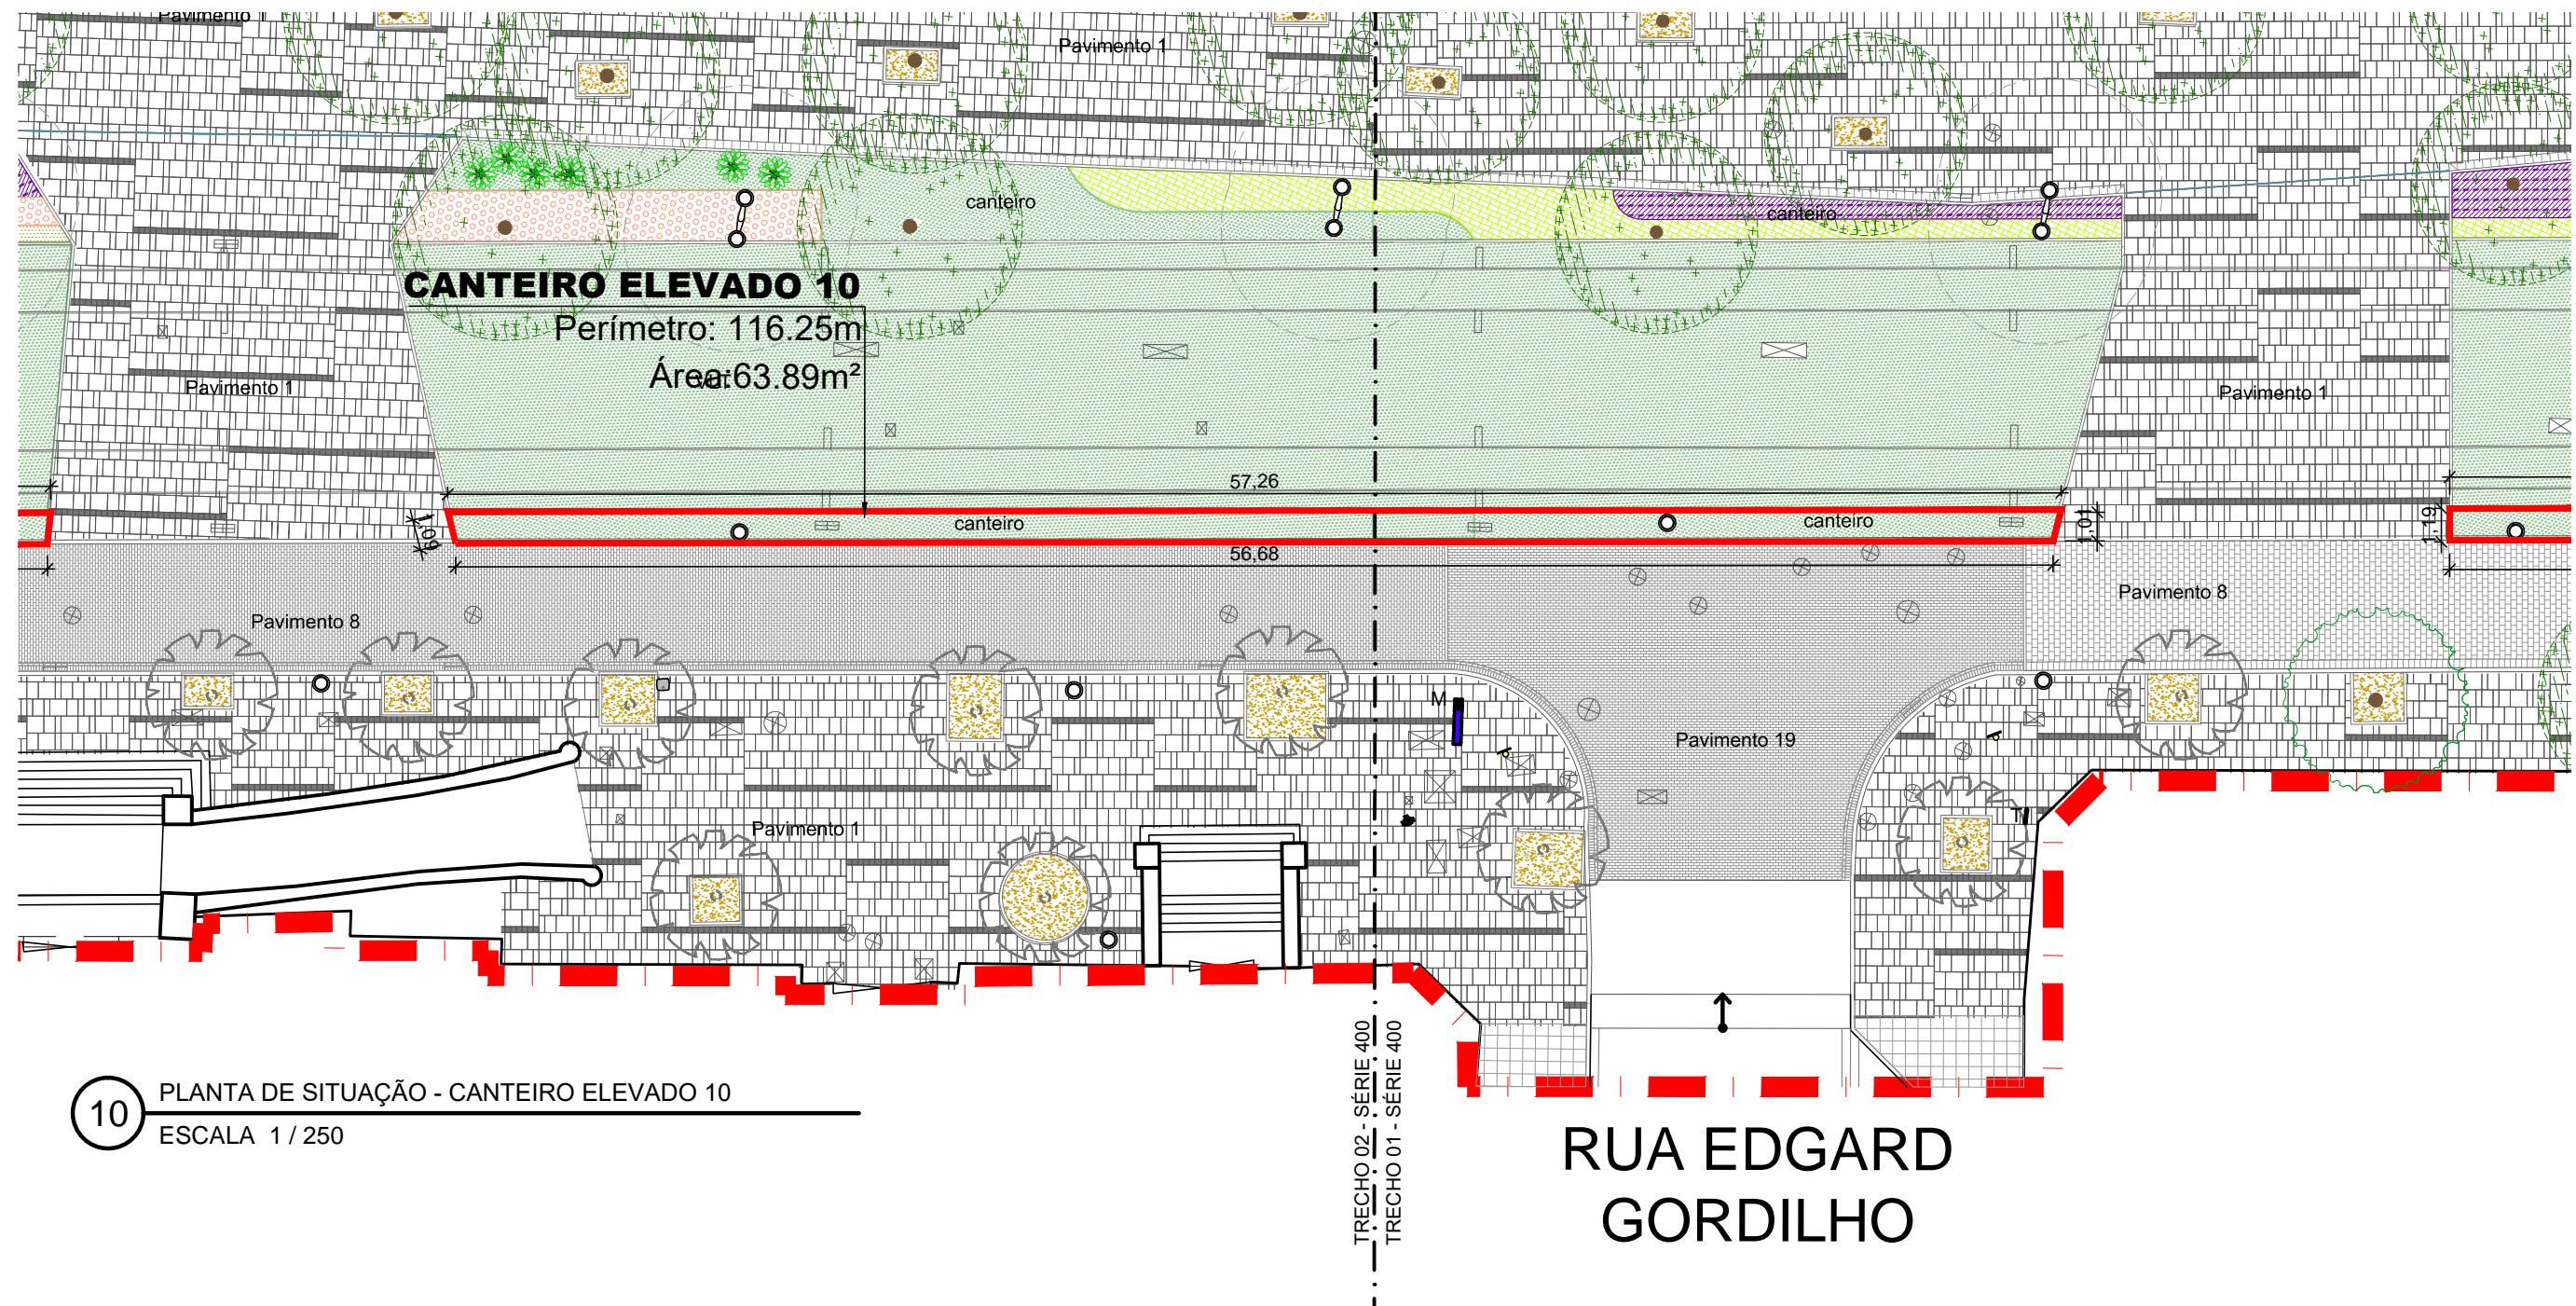 Pavimento 1
Pavimento 1
canteiro
canteiro
CANTEIRO ELEVADO 10
Perímetro: 116.25m
Área:63.89m²
Pavimento 1
Pavimento 1
57,26
1,09
canteiro
canteiro
1,01
1,19
56,68
Pavimento 8
Pavimento 8
M
Pavimento 19
T
Pavimento 1
TRECHO 02 - SÉRIE 400
TRECHO 01 - SÉRIE 400
10
PLANTA DE SITUAÇÃO - CANTEIRO ELEVADO 10
ESCALA 1 / 250
RUA EDGARD
GORDILHO